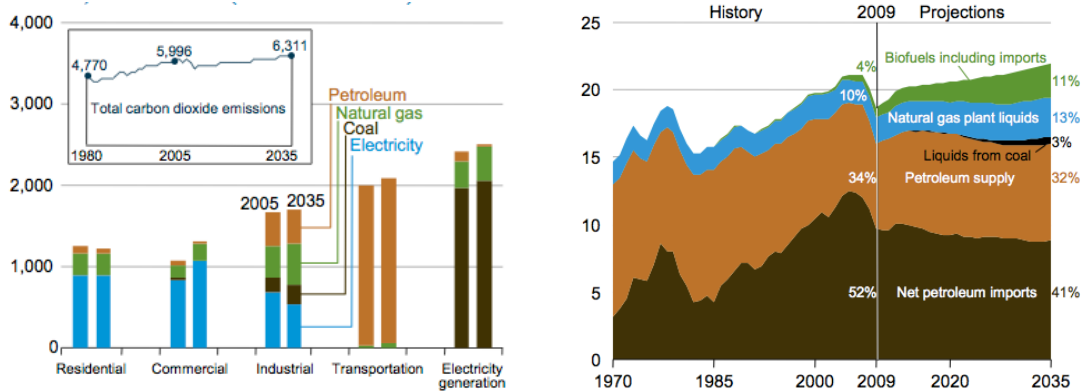 4,000
3,000
2,000
1,000
0
4,770
5,996
6,311
Total carbon dioxide emissions
1980
2005
2035
Petroleum
Natural gas
Coal
Electricity
2005
2035
Residential
Commercial
Industrial
Transportation
Electricity
generation
25
20
15
10
5
0
History
2009
Projections
4%
Biofuels including imports
11%
10%
Natural gas plant liquids
13%
Liquids from coal
3%
34%
Petroleum supply
32%
52%
Net petroleum imports
41%
1970
1985
2000
2009
2020
2035